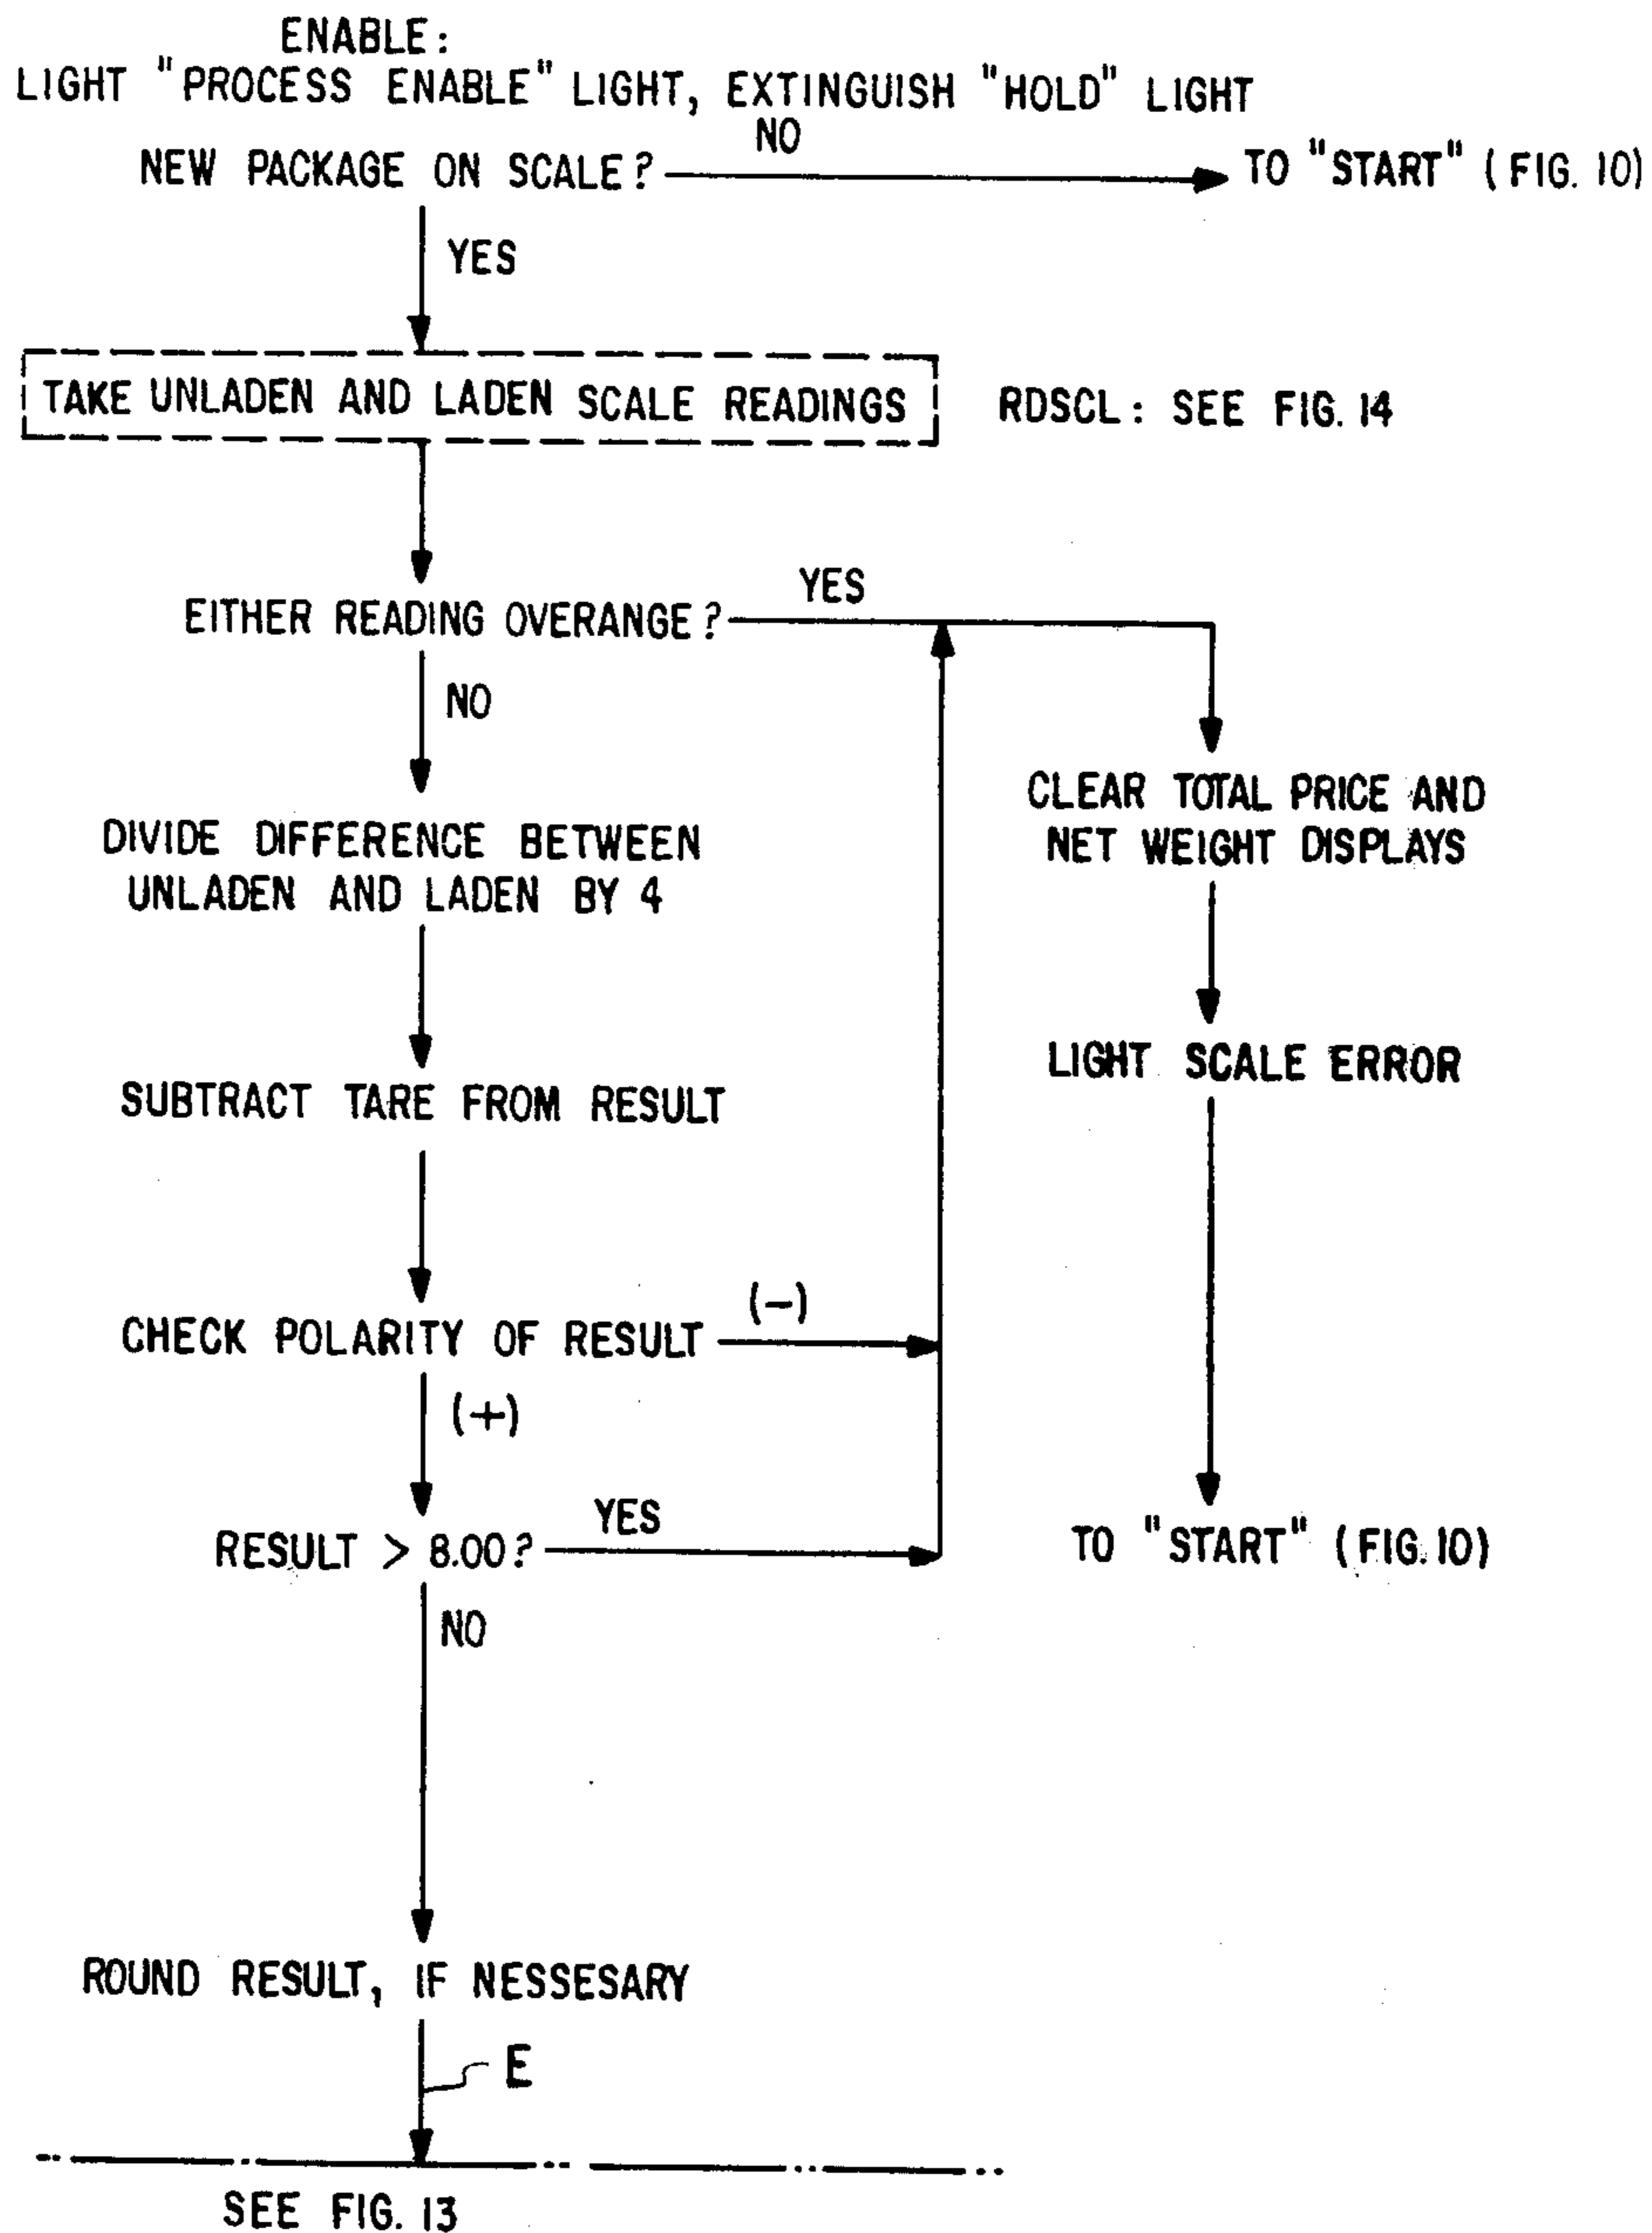 ENABLE:
LIGHT "PROCESS ENABLE" LIGHT, EXTINGUISH "HOLD" LIGHT
NO
NEW PACKAGE ON SCALE? TO "START" (FIG. 10)
YES
TAKE UNLADEN AND LADEN SCALE READINGS RDSCL: SEE FIG. 14
YES
EITHER READING OVERANGE?
NO
CLEAR TOTAL PRICE AND
NET WEIGHT DISPLAYS
DIVIDE DIFFERENCE BETWEEN
UNLADEN AND LADEN BY 4
LIGHT SCALE ERROR
SUBTRACT TARE FROM RESULT
(-)
CHECK POLARITY OF RESULT
(+)
YES
RESULT > 8.00? TO "START" (FIG. 10)
NO
ROUND RESULT, IF NESSESARY
E
SEE FIG. 13